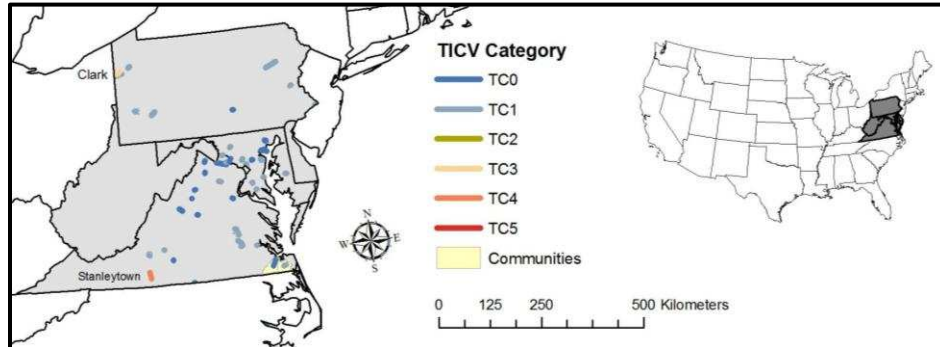 Clark
Stanleytown
N
W E
S
TICV Category
TC0
TC1
TC2
TC3
TC4
TC5
Communities
0 125 250 500 Kilometers